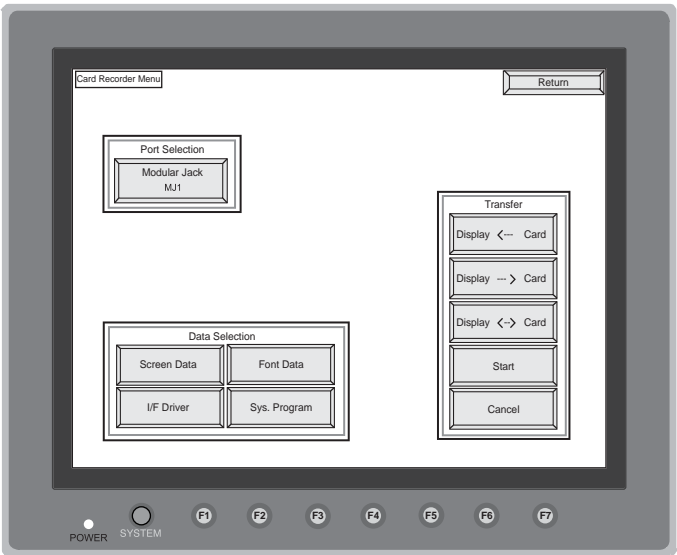 Card Recorder Menu
Return
Port Selection
Modular Jack
MJ1
Transfer
Display <--- Card
Display ---> Card
Display <--> Card
Start
Cancel
Data Selection
Screen Data
Font Data
I/F Driver
Sys. Program
POWER
SYSTEM
F1
F2
F3
F4
F5
F6
F7